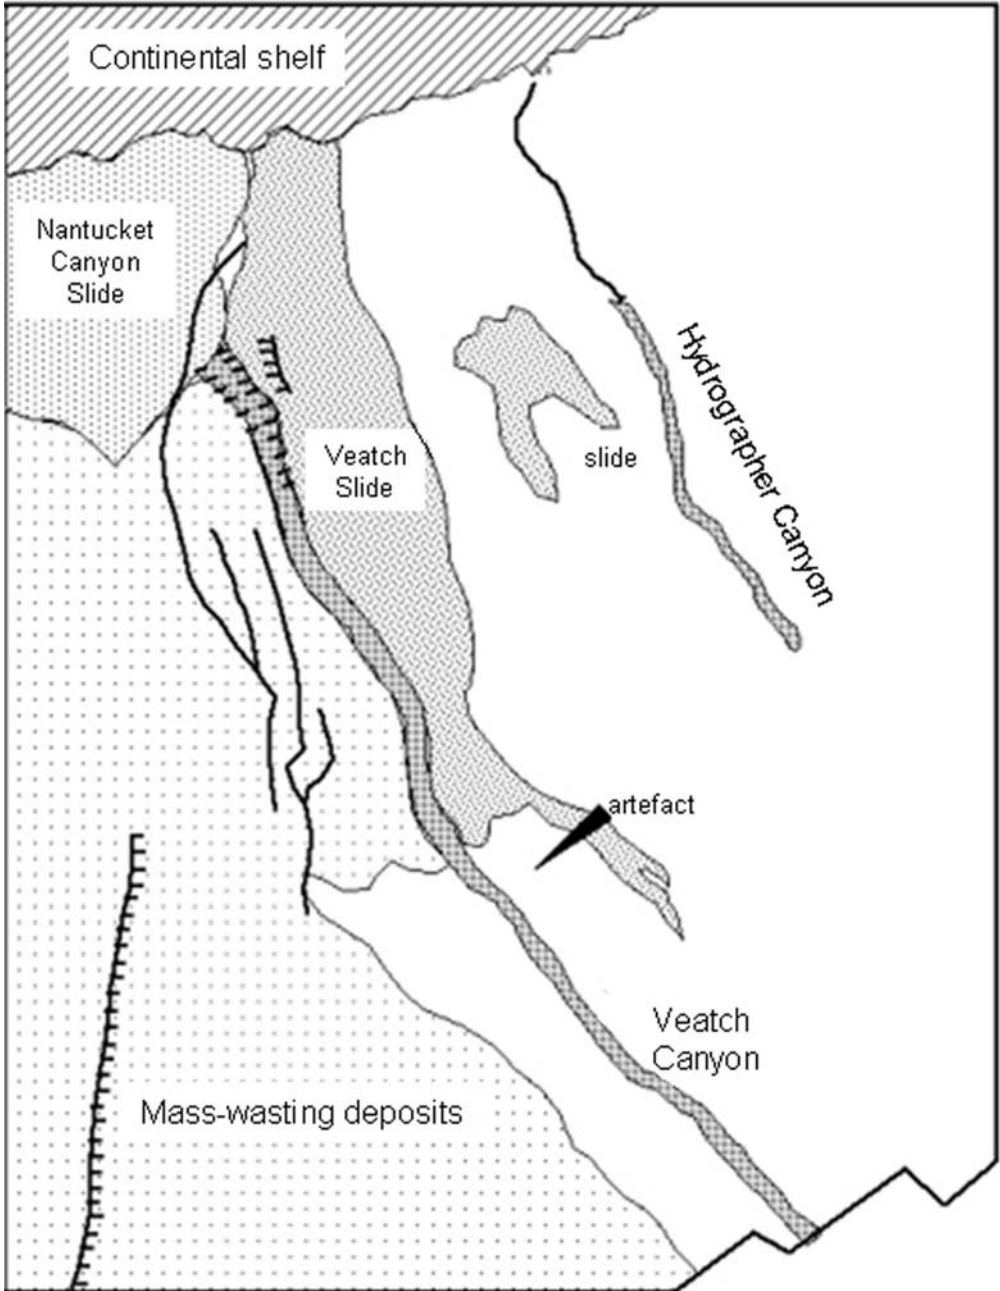 Continental shelf
Nantucket
Canyon
Slide
Hydrographer Canyon
Veatch
Slide
slide
artefact
Veatch
Canyon
Mass-wasting deposits